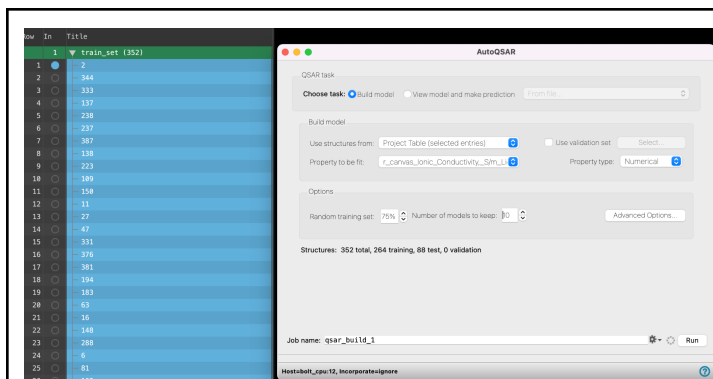 Row In Title
1 train_set (352)
1 2
2 344
3 333
4 137
5 238
6 237
7 387
8 138
9 223
10 109
11 150
12 11
13 27
14 47
15 331
16 376
17 381
18 194
19 183
20 63
21 16
22 148
23 288
24 6
25 81
AutoQSAR
QSAR task
Choose task: Build model View model and make prediction From file...
Build model
Use structures from: Project Table (selected entries) Use validation set Select...
Property to be fit: r_canvas_Ionic_Conductivity,_S/m_ Property type: Numerical
Options
Random training set: 75% Number of models to keep: 10 Advanced Options...
Structures: 352 total, 264 training, 88 test, 0 validation
Job name: qsar_build_1 Run
Host=bolt_cpu:12, Incorporate=ignore